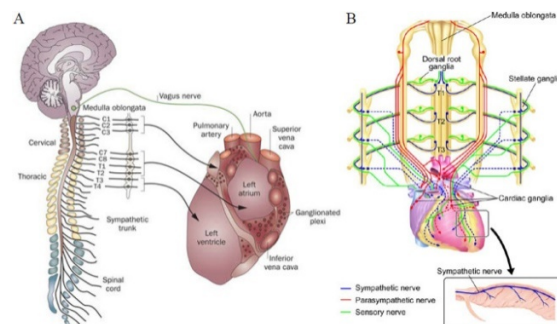 A
Medulla oblongata
Vagus nerve
Aorta
Pulmonary
artery
Superior
vena cava
C1
C2
C3
Cervical
C7
C8
T1
T2
T3
T4
Thoracic
Left
atrium
Ganglionated
plexi
Sympathetic
trunk
Left
ventricle
Inferior
vena cava
Spinal
cord
B
Medulla oblongata
Dorsal root
ganglia
Stellate gangli
T1
T2
T3
Cardiac ganglia
Sympathetic nerve
Sympathetic nerve
Parasympathetic nerve
Sensory nerve